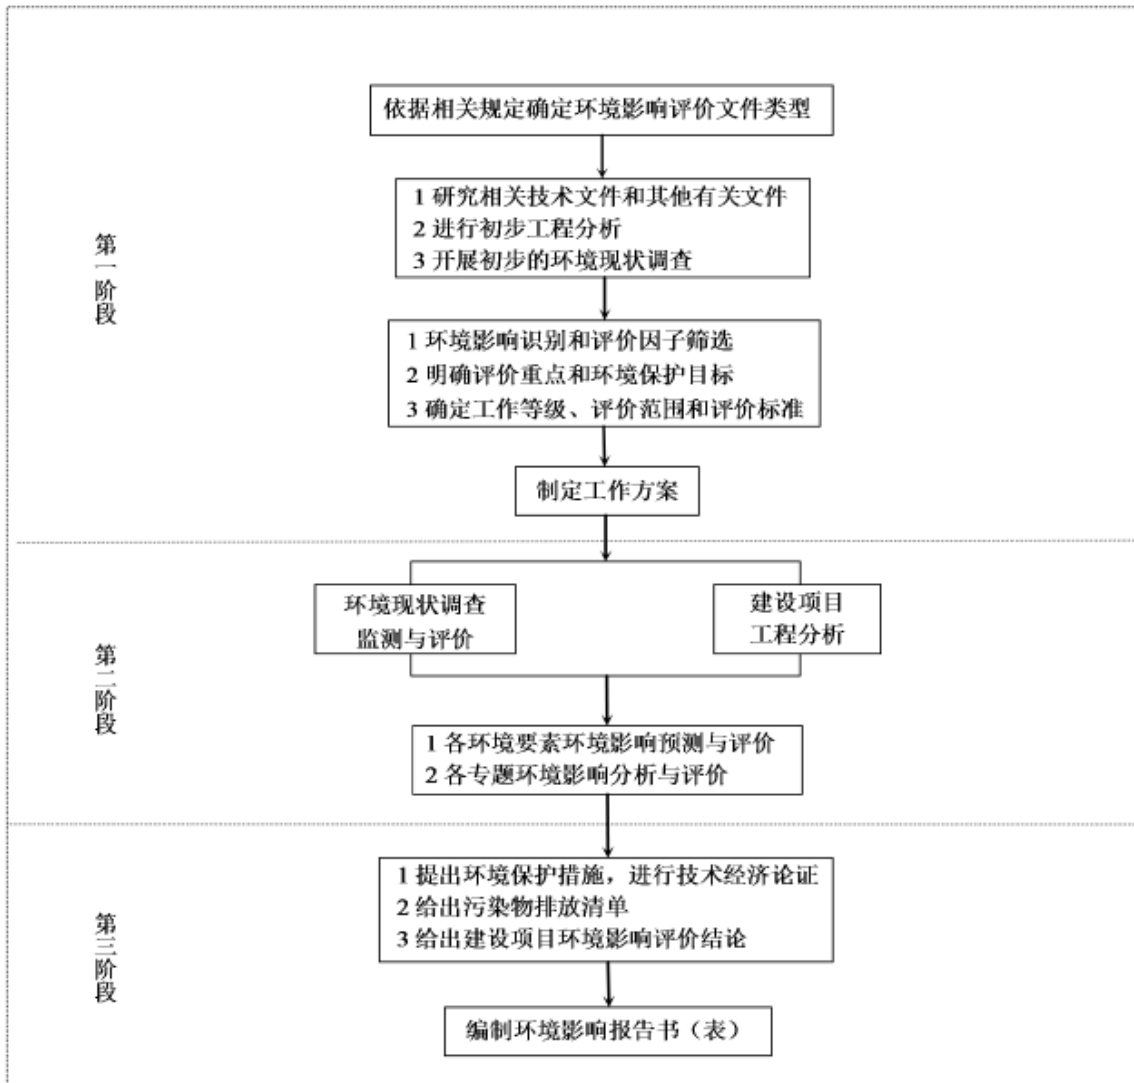 依据相关规定确定环境影响评价文件类型
1 研究相关技术文件和其他有关文件
2 进行初步工程分析
3 开展初步的环境现状调查
第一阶段
1 环境影响识别和评价因子筛选
2 明确评价重点和环境保护目标
3 确定工作等级、评价范围和评价标准
制定工作方案
环境现状调查
监测与评价
建设项目
工程分析
第二阶段
1 各环境要素环境影响预测与评价
2 各专题环境影响分析与评价
1 提出环境保护措施，进行技术经济论证
2 给出污染物排放清单
3 给出建设项目环境影响评价结论
第三阶段
编制环境影响报告书（表）